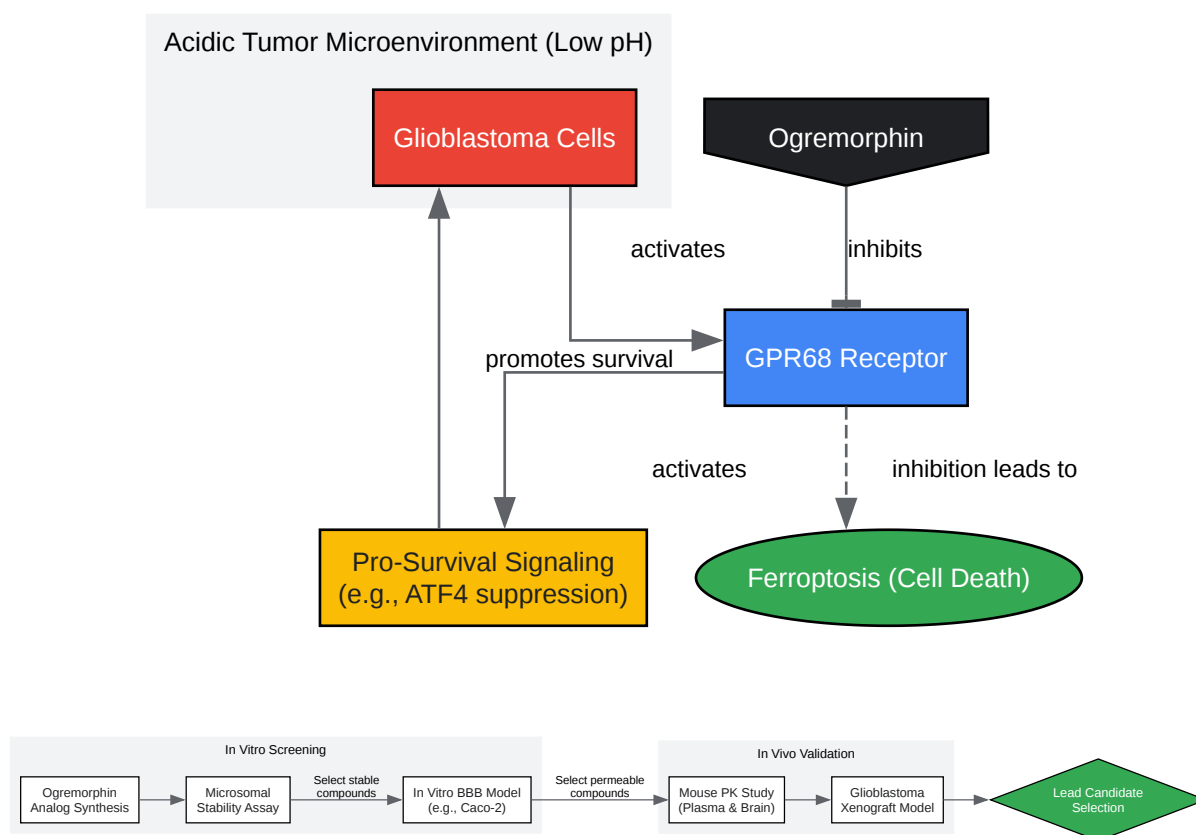 Acidic Tumor Microenvironment (Low pH)
Glioblastoma Cells
Ogremorphin
activates
inhibits
GPR68 Receptor
promotes survival
activates
inhibition leads to
Pro-Survival Signaling
(e.g., ATF4 suppression)
Ferroptosis (Cell Death)
In Vitro Screening
Ogremorphin
Analog Synthesis
Microsomal
Stability Assay
Select stable
compounds
In Vitro BBB Model
(e.g., Caco-2)
Select permeable
compounds
In Vivo Validation
Mouse PK Study
(Plasma & Brain)
Glioblastoma
Xenograft Model
Lead Candidate
Selection